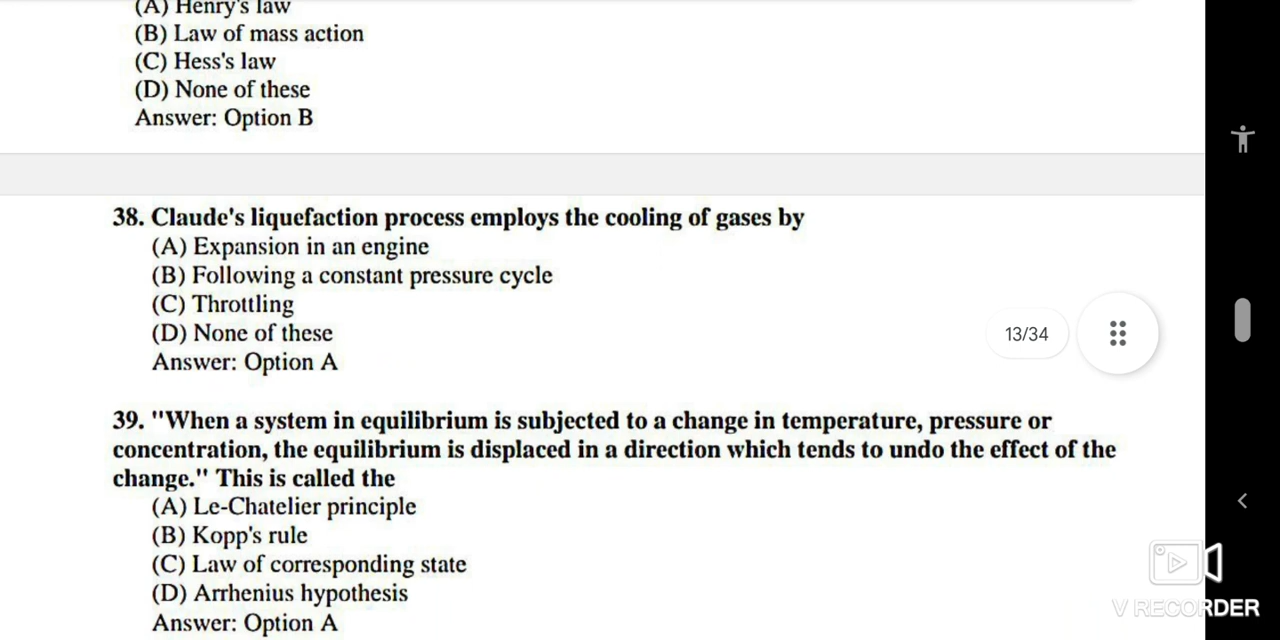 (A) Henry's law
(B) Law of mass action
(C) Hess's law
(D) None of these
Answer: Option B
38. Claude's liquefaction process employs the cooling of gases by
(A) Expansion in an engine
(B) Following a constant pressure cycle
(C) Throttling
(D) None of these
Answer: Option A
13/34
39. "When a system in equilibrium is subjected to a change in temperature, pressure or
concentration, the equilibrium is displaced in a direction which tends to undo the effect of the
change." This is called the
(A) Le-Chatelier principle
(B) Kopp's rule
(C) Law of corresponding state
(D) Arrhenius hypothesis
Answer: Option A
V RECORDER